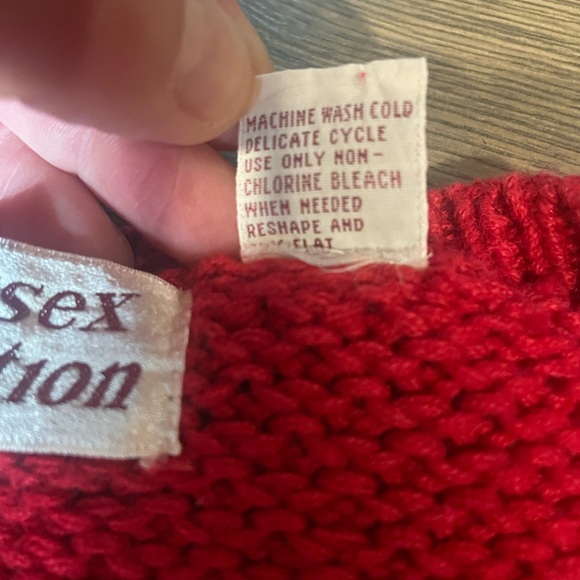 MACHINE WASH COLD
DELICATE CYCLE
USE ONLY NON-
CHLORINE BLEACH
WHEN NEEDED
RESHAPE AND
FLAT
sex
tion